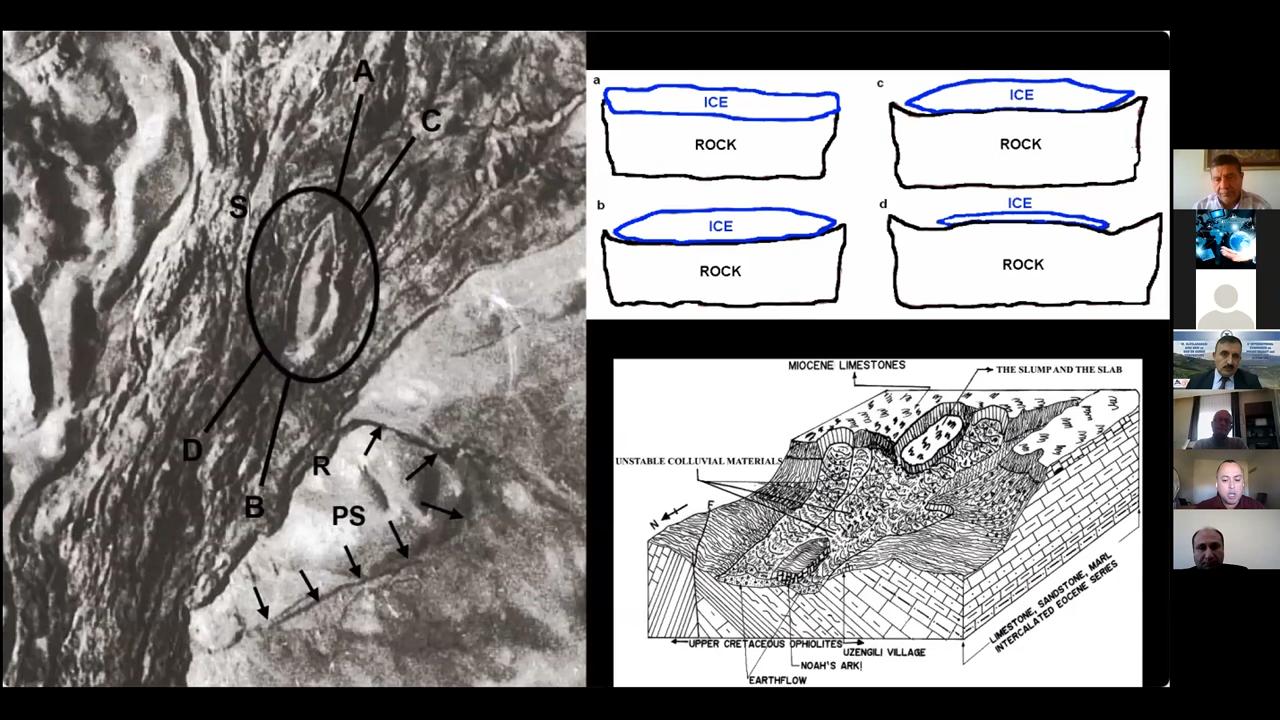 A
C
S
D
B
R
PS
a
ICE
ROCK
c
ICE
ROCK
b
ICE
ROCK
d
ICE
ROCK
MIOCENE LIMESTONES
THE SLUMP AND THE SLAB
UNSTABLE COLLUVIAL MATERIALS
N
F
LIMESTONE, SANDSTONE, MARL
INTERCALATED EOCENE SERIES
UPPER CRETACEOUS OPHIOLITES
UZENGILI VILLAGE
NOAH'S ARK!
EARTHFLOW